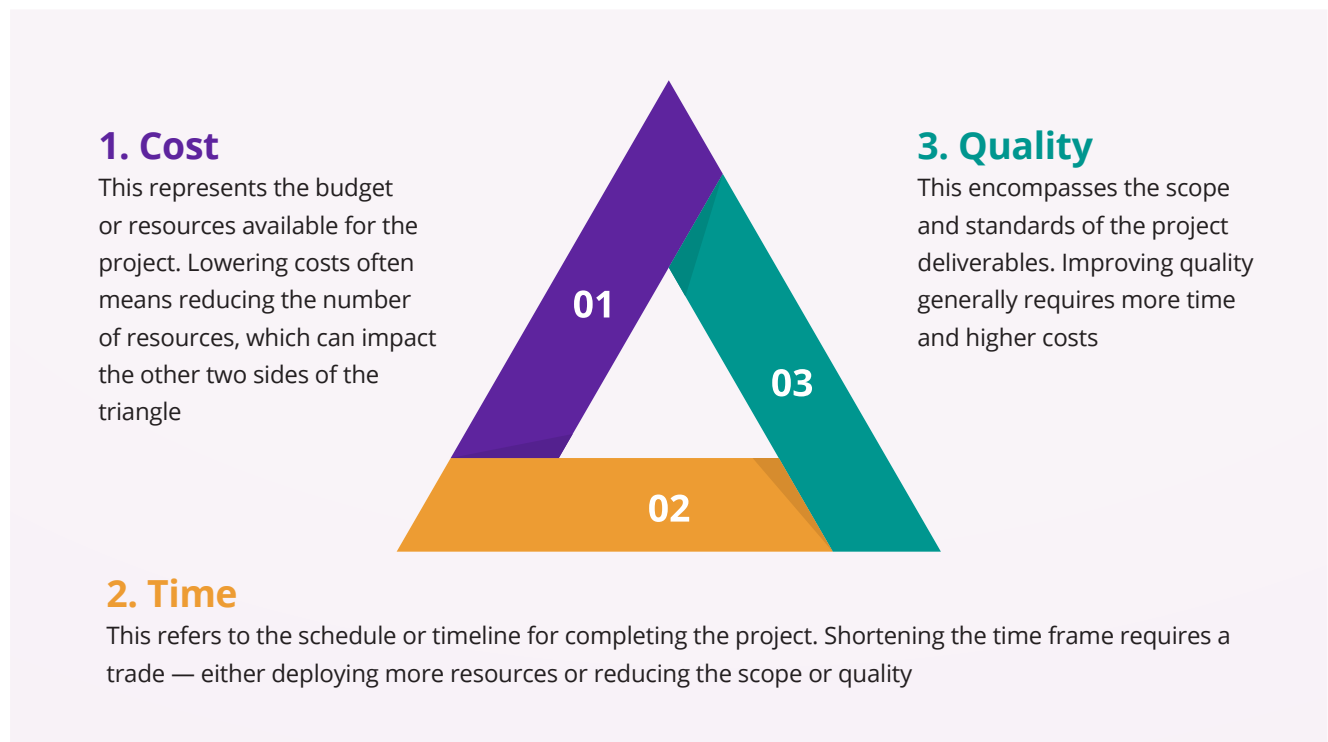 1. Cost
This represents the budget
or resources available for the
project. Lowering costs often
means reducing the number
of resources, which can impact
the other two sides of the
triangle
3. Quality
This encompasses the scope
and standards of the project
deliverables. Improving quality
generally requires more time
and higher costs
01
03
02
2. Time
This refers to the schedule or timeline for completing the project. Shortening the time frame requires a
trade — either deploying more resources or reducing the scope or quality